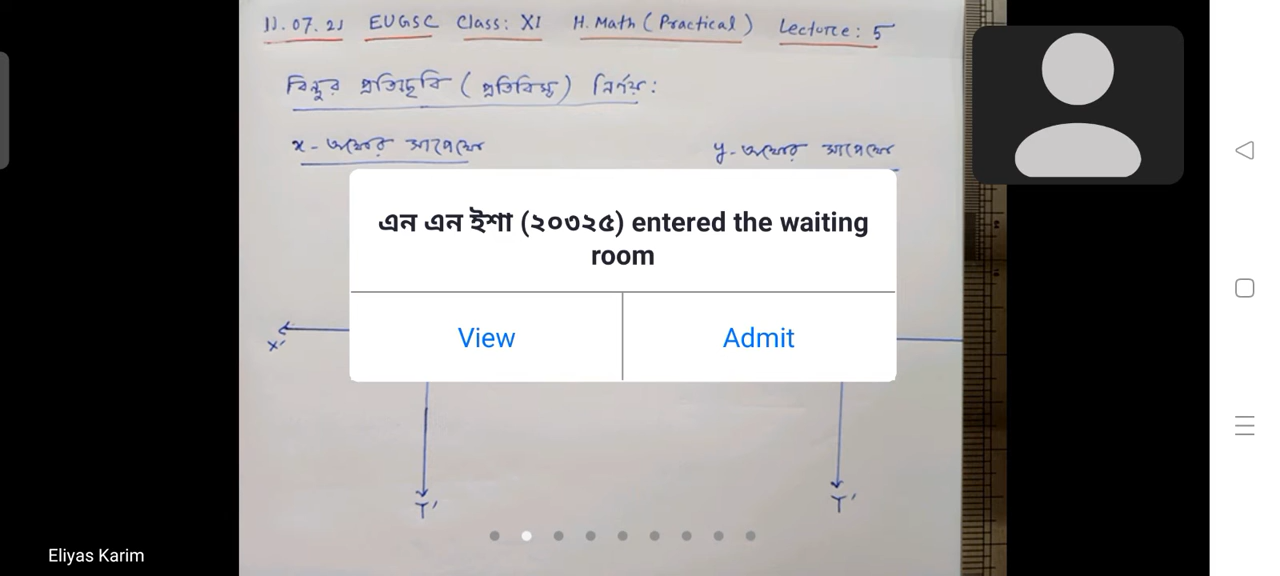 11.07.21 EUGSC Class: XI H. Math (Practical) Lecture: 5
বিন্দুর প্রতিচ্ছবি (প্রতিবিম্ব) নির্ণয়:
x-অক্ষের সাপেক্ষে y-অক্ষের সাপেক্ষে
এন এন ইশা (২০৩২৫) entered the waiting
room
View Admit
X'
Y' Y'
Eliyas Karim